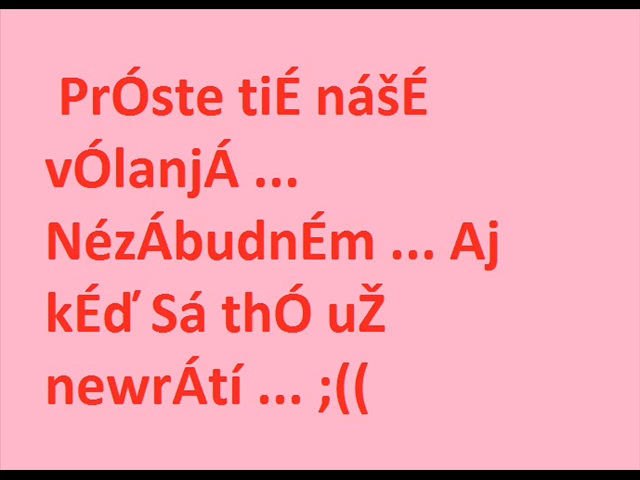 PrÓste tiÉ nášÉ
vÓlanjÁ ...
NézÁbudnÉm ... Aj
kÉď Sá thÓ uŽ
newrÁtí ... ;((